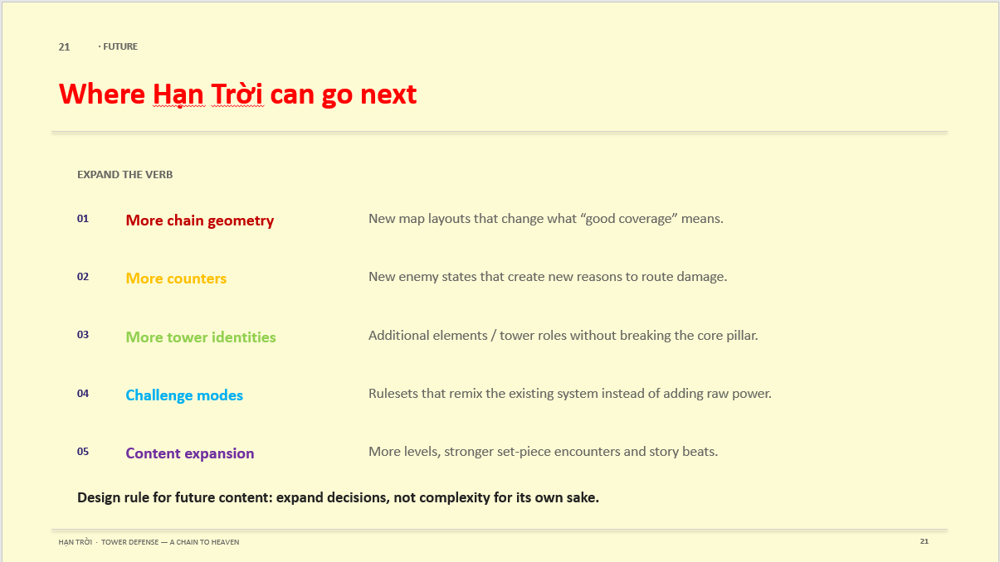 21 · FUTURE
Where Hạn Trời can go next
EXPAND THE VERB
01 More chain geometry New map layouts that change what “good coverage” means.
02 More counters New enemy states that create new reasons to route damage.
03 More tower identities Additional elements / tower roles without breaking the core pillar.
04 Challenge modes Rulesets that remix the existing system instead of adding raw power.
05 Content expansion More levels, stronger set-piece encounters and story beats.
Design rule for future content: expand decisions, not complexity for its own sake.
HẠN TRỜI · TOWER DEFENSE — A CHAIN TO HEAVEN 21